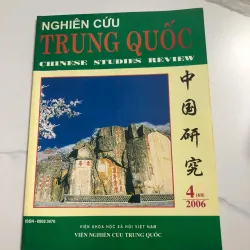 NGHIÊN CỨU
TRUNG QUỐC
CHINESE STUDIES REVIEW
中国研究
4
2006
VIỆN KHOA HỌC XÃ HỘI VIỆT NAM
VIỆN NGHIÊN CỨU TRUNG QUỐC